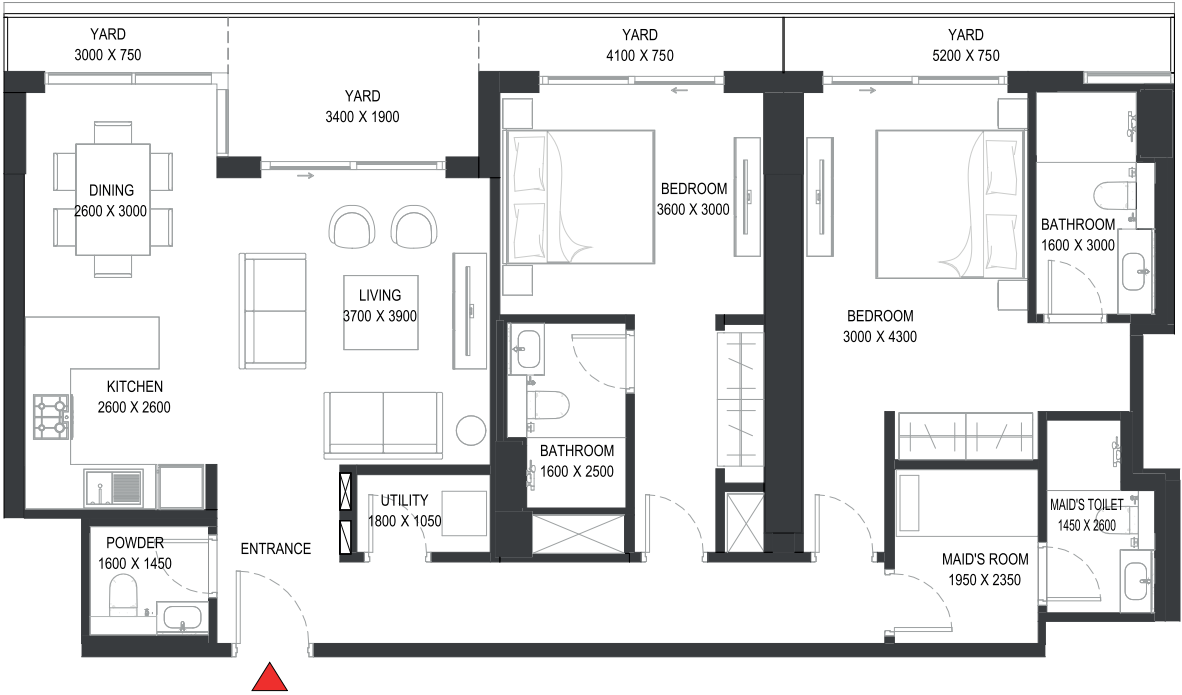 YARD
3000 X 750
YARD
3400 X 1900
YARD
4100 X 750
YARD
5200 X 750
DINING
2600 X 3000
BEDROOM
3600 X 3000
BATHROOM
1600 X 3000
LIVING
3700 X 3900
BEDROOM
3000 X 4300
KITCHEN
2600 X 2600
BATHROOM
1600 X 2500
UTILITY
1800 X 1050
MAID'S TOILET
1450 X 2600
POWDER
1600 X 1450
ENTRANCE
MAID'S ROOM
1950 X 2350